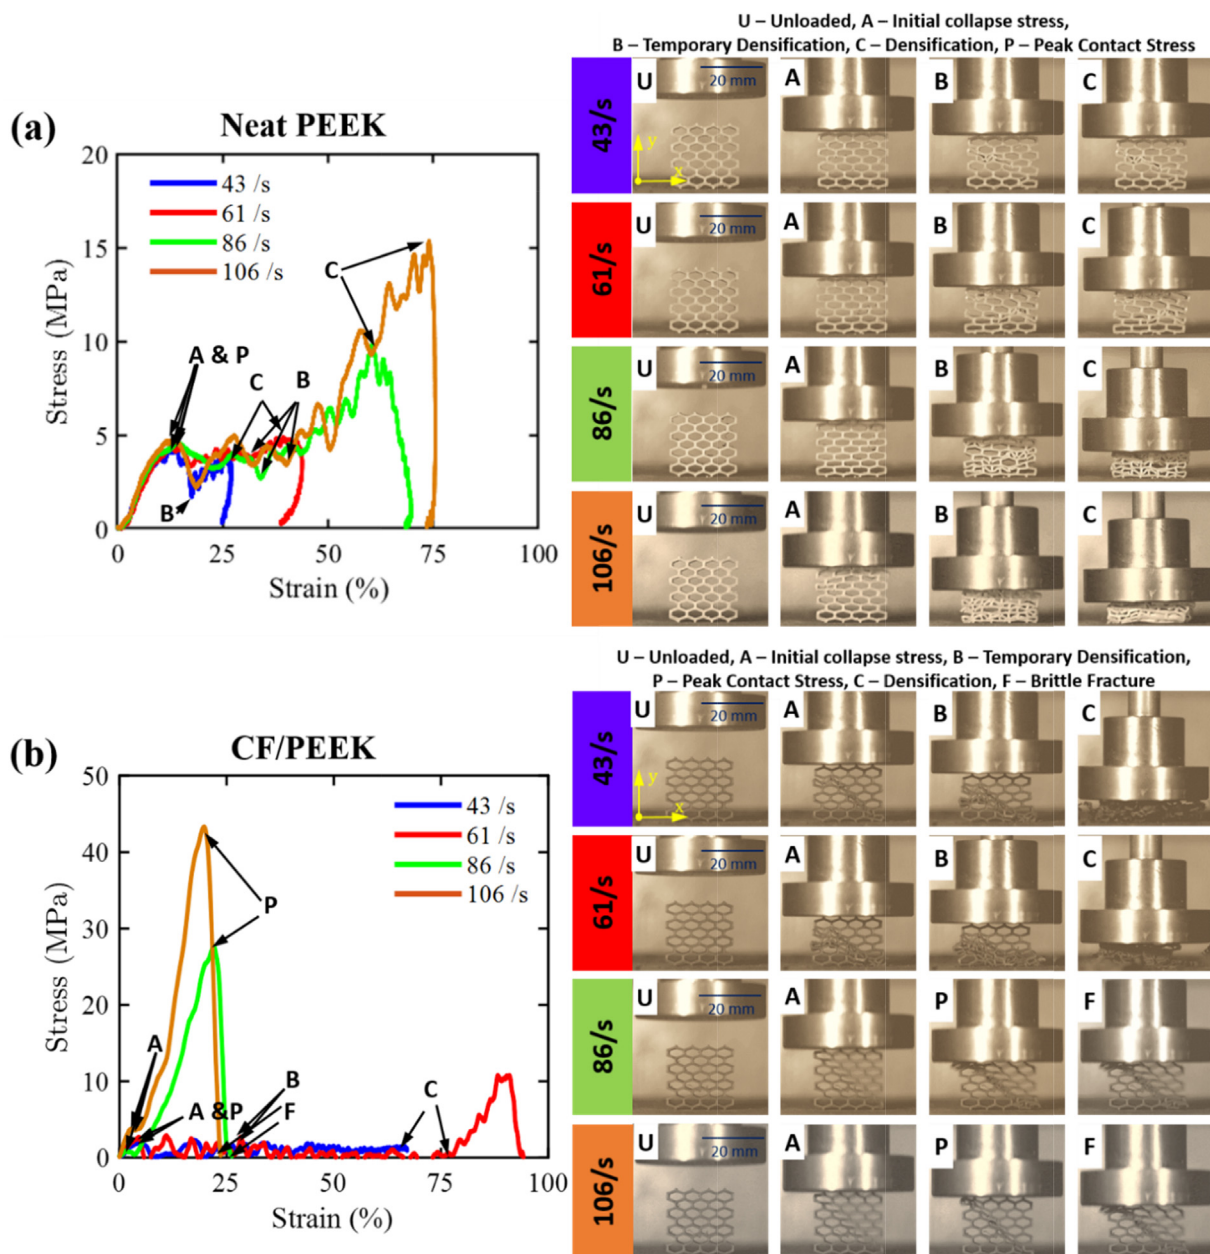 U – Unloaded, A – Initial collapse stress,
B – Temporary Densification, C – Densification, P – Peak Contact Stress
(a)
Neat PEEK
20
15
10
5
0
0
25
50
75
100
Stress (MPa)
Strain (%)
43 /s
61 /s
86 /s
106 /s
A & P
B
C
B
C
43/s
U
20 mm
y
x
A
B
C
61/s
U
20 mm
A
B
C
86/s
U
20 mm
A
B
C
106/s
U
20 mm
A
B
C
U – Unloaded, A – Initial collapse stress, B – Temporary Densification,
P – Peak Contact Stress, C – Densification, F – Brittle Fracture
(b)
CF/PEEK
50
40
30
20
10
0
0
25
50
75
100
Stress (MPa)
Strain (%)
43 /s
61 /s
86 /s
106 /s
P
A
A &P
B
F
C
43/s
U
20 mm
y
x
A
B
C
61/s
U
20 mm
A
B
C
86/s
U
20 mm
A
P
F
106/s
U
20 mm
A
P
F